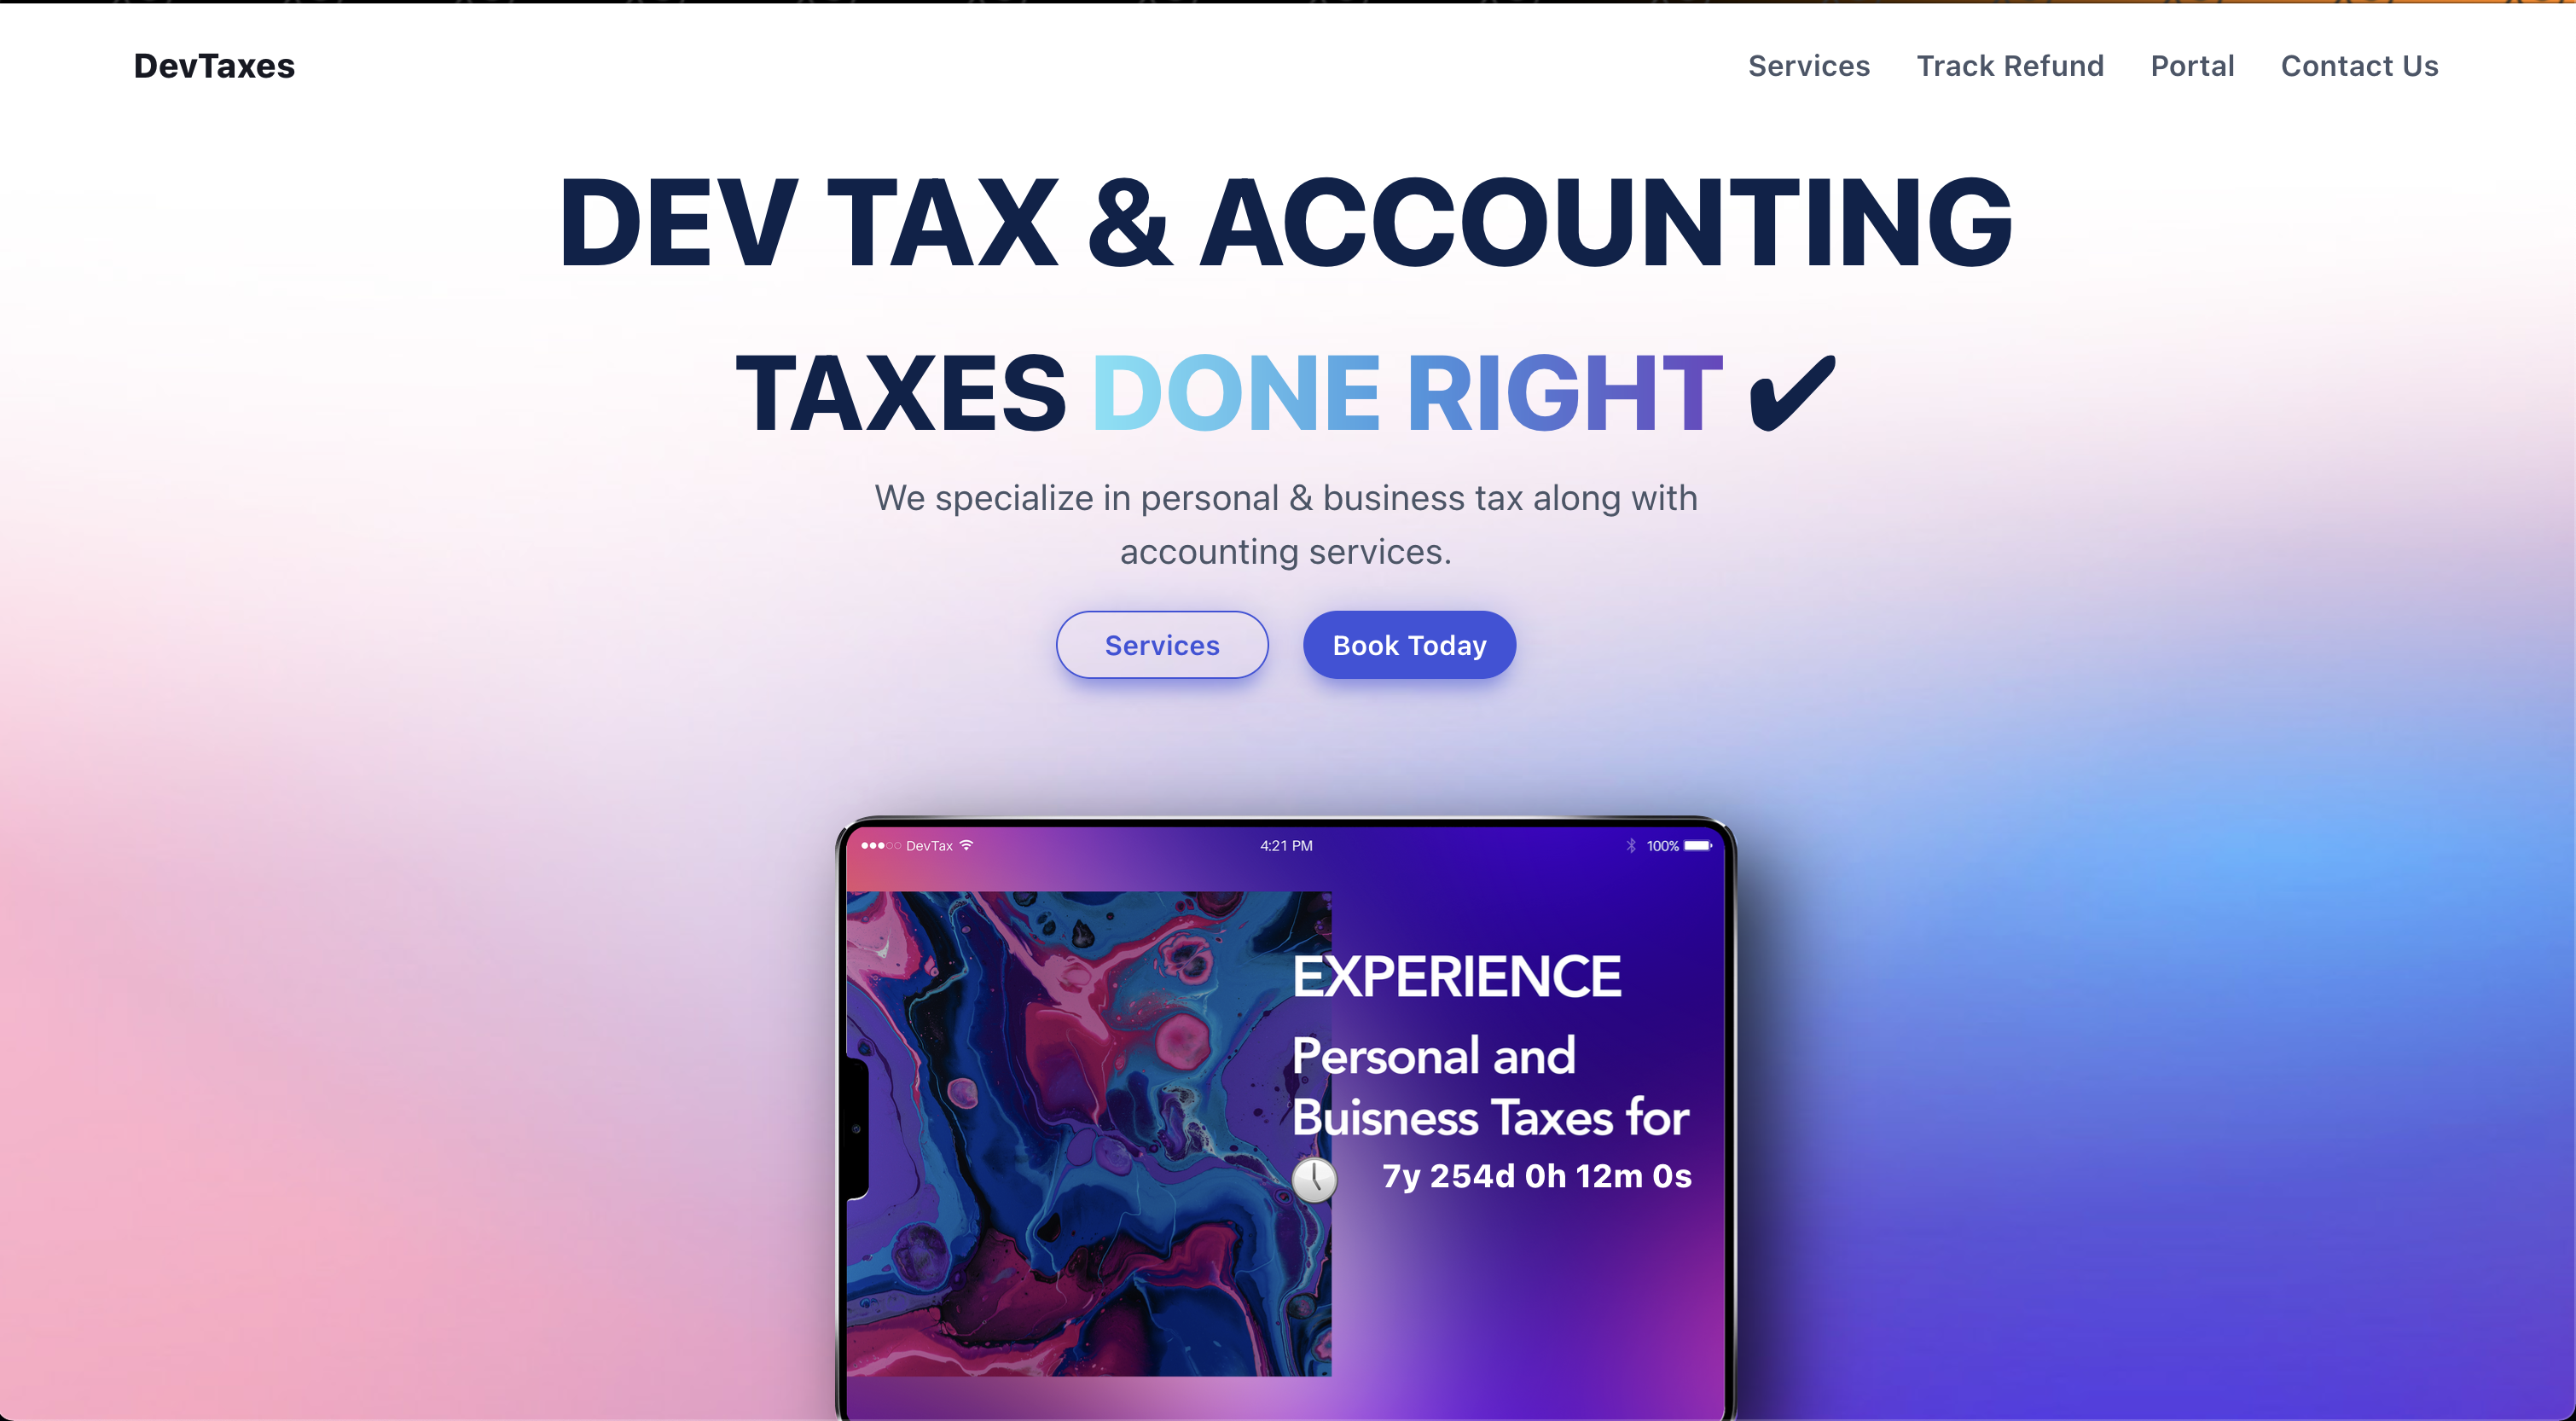 DevTaxes
Services Track Refund Portal Contact Us
DEV TAX & ACCOUNTING
TAXES DONE RIGHT ✔
We specialize in personal & business tax along with
accounting services.
Services Book Today
DevTax 4:21 PM 100%
EXPERIENCE
Personal and
Buisness Taxes for
7y 254d 0h 12m 0s